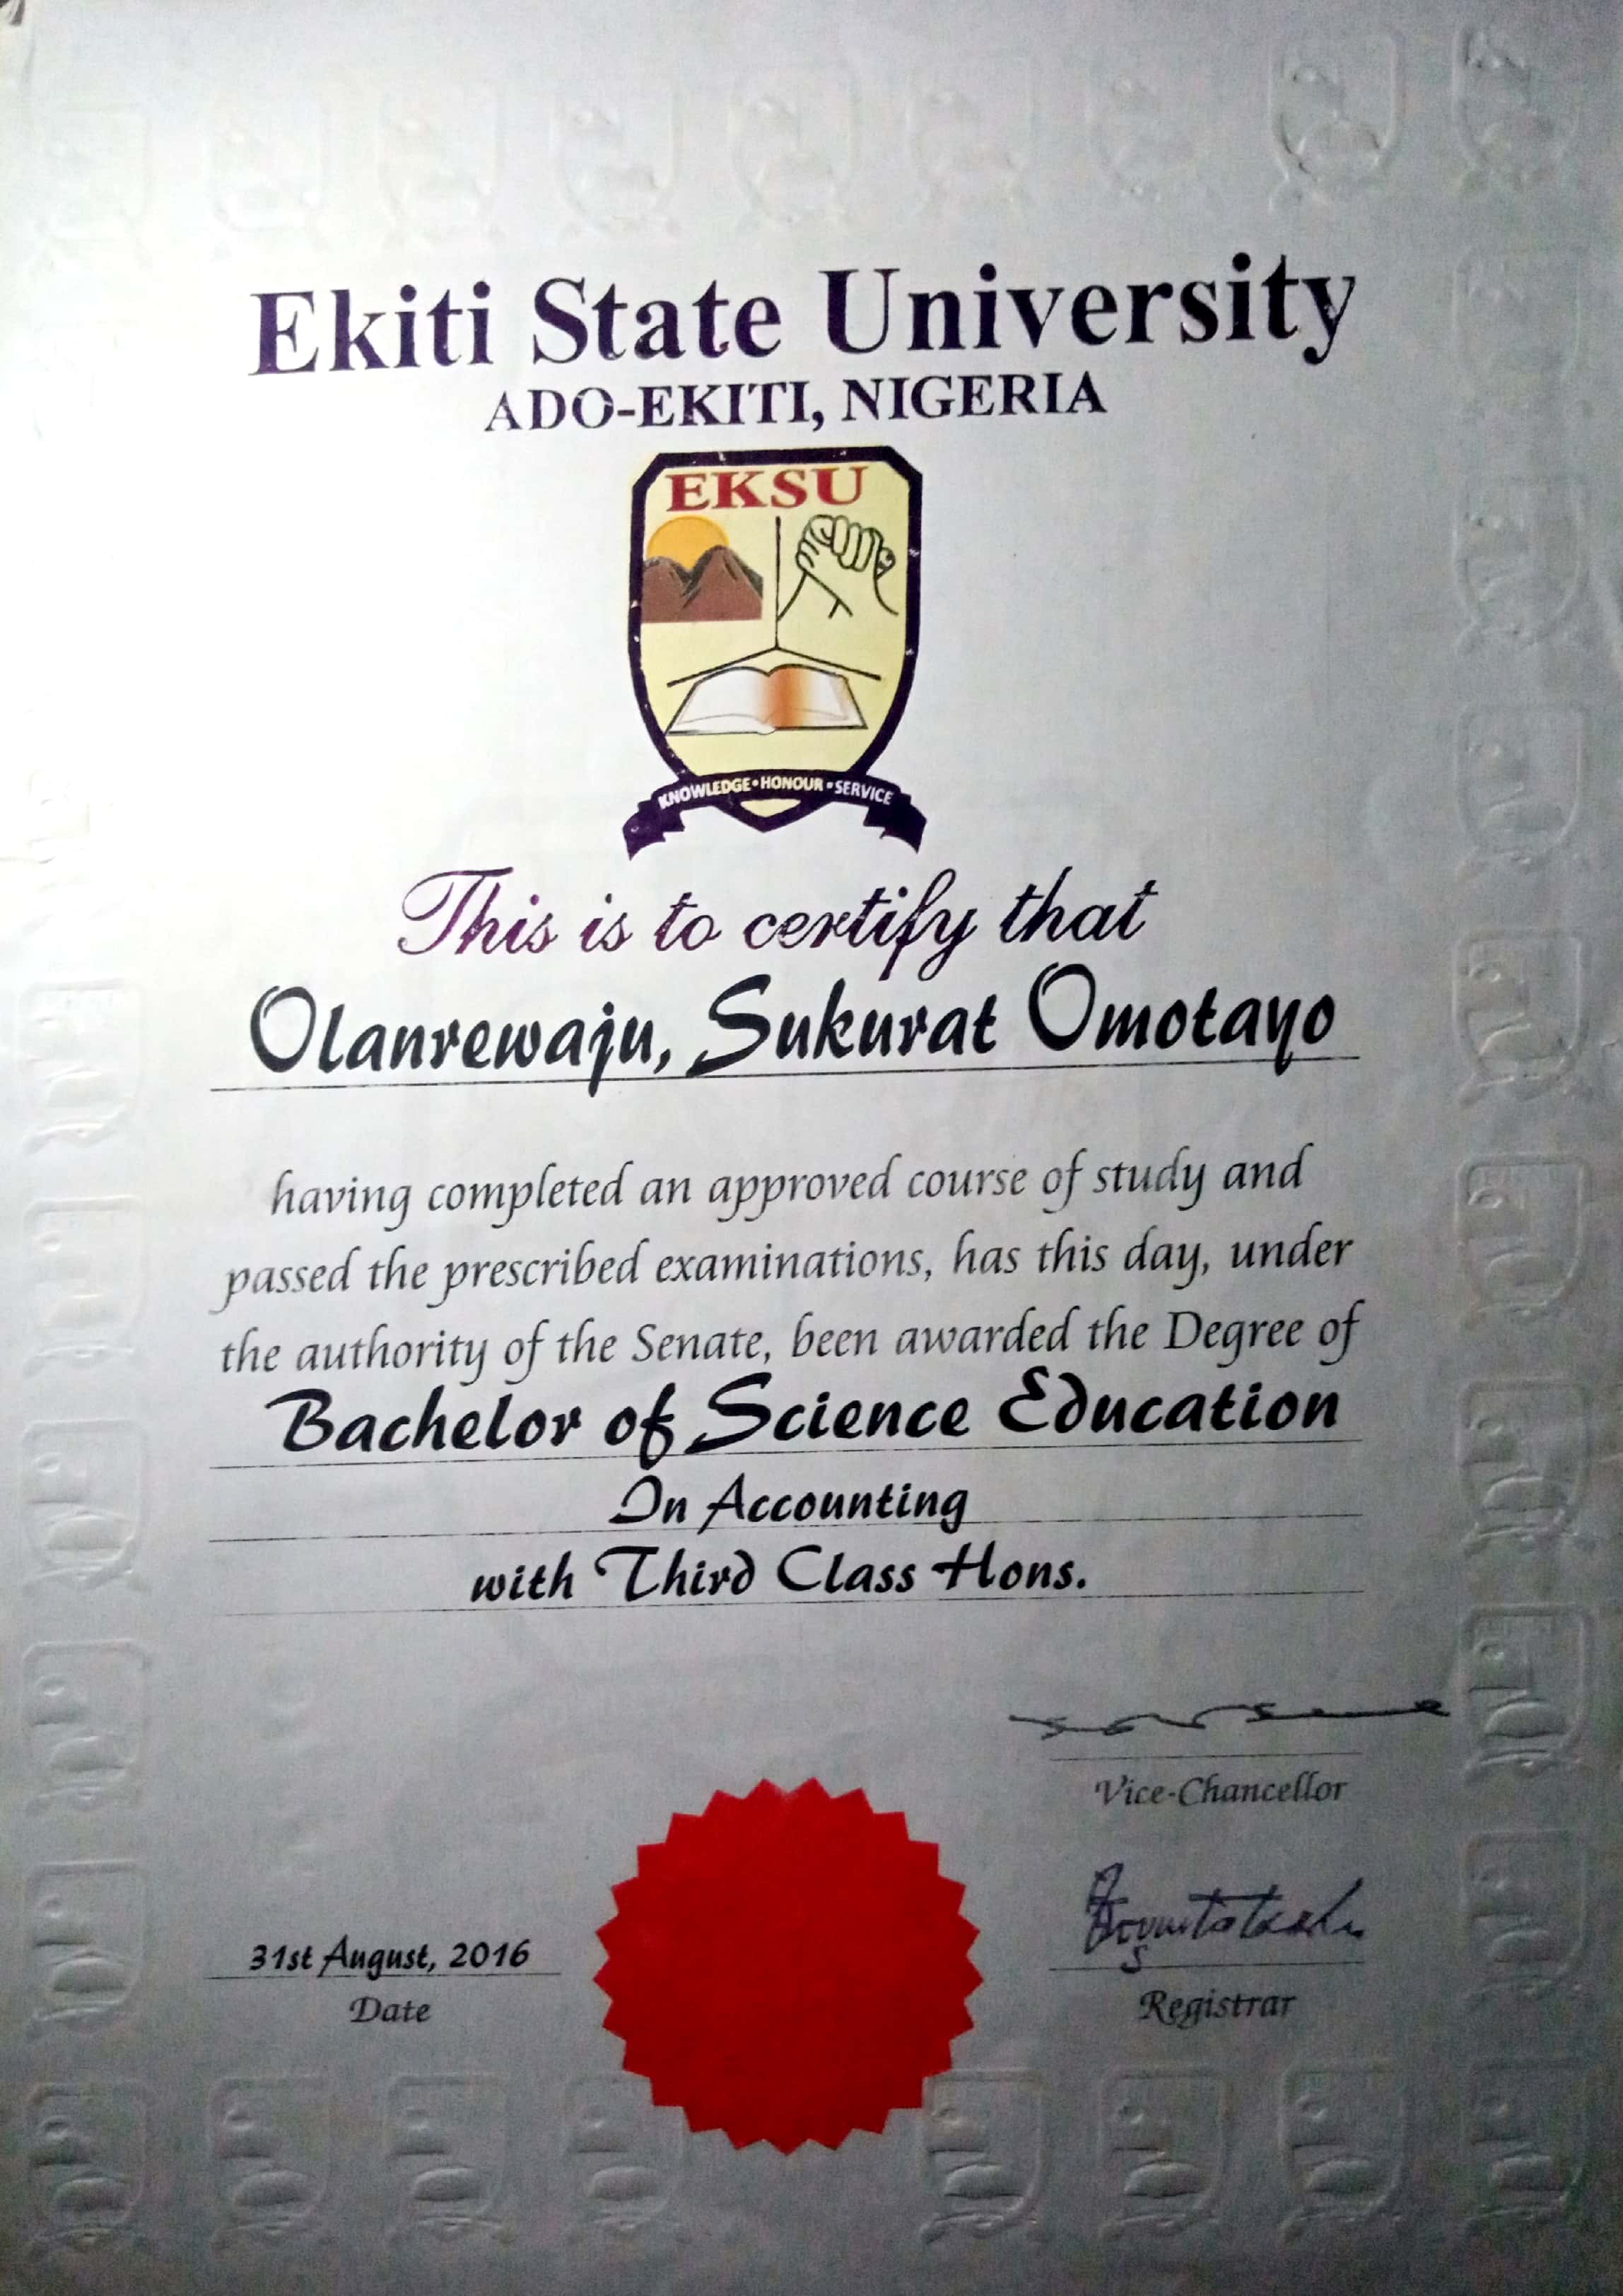 Ekiti State University
ADO-EKITI, NIGERIA
EKSU
KNOWLEDGE • HONOUR • SERVICE
This is to certify that
Olanrewaju, Sukurat Omotayo
having completed an approved course of study and
passed the prescribed examinations, has this day, under
the authority of the Senate, been awarded the Degree of
Bachelor of Science Education
In Accounting
with Third Class Hons.
Vice-Chancellor
31st August, 2016
Date
Registrar